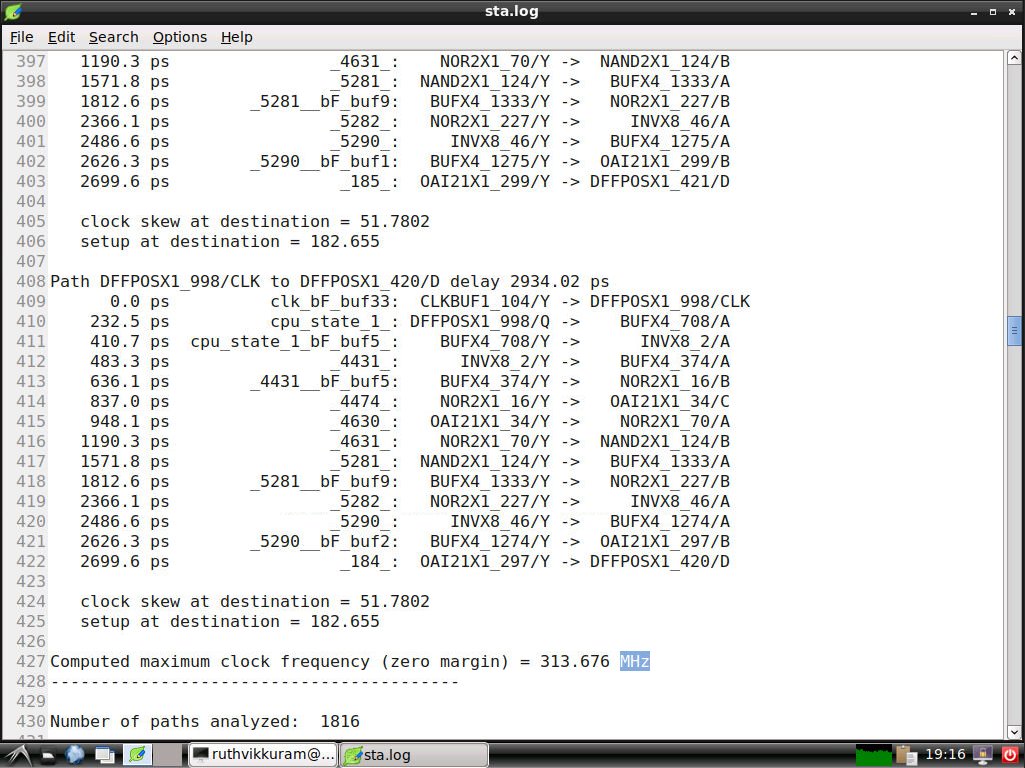 sta.log
File Edit Search Options Help
397 1190.3 ps _4631_: NOR2X1_70/Y -> NAND2X1_124/B
398 1571.8 ps _5281_: NAND2X1_124/Y -> BUFX4_1333/A
399 1812.6 ps _5281__bF_buf9: BUFX4_1333/Y -> NOR2X1_227/B
400 2366.1 ps _5282_: NOR2X1_227/Y -> INVX8_46/A
401 2486.6 ps _5290_: INVX8_46/Y -> BUFX4_1275/A
402 2626.3 ps _5290__bF_buf1: BUFX4_1275/Y -> OAI21X1_299/B
403 2699.6 ps _185_: OAI21X1_299/Y -> DFFPOSX1_421/D
404
405 clock skew at destination = 51.7802
406 setup at destination = 182.655
407
408 Path DFFPOSX1_998/CLK to DFFPOSX1_420/D delay 2934.02 ps
409 0.0 ps clk_bF_buf33: CLKBUF1_104/Y -> DFFPOSX1_998/CLK
410 232.5 ps cpu_state_1_: DFFPOSX1_998/Q -> BUFX4_708/A
411 410.7 ps cpu_state_1_bF_buf5_: BUFX4_708/Y -> INVX8_2/A
412 483.3 ps _4431_: INVX8_2/Y -> BUFX4_374/A
413 636.1 ps _4431__bF_buf5: BUFX4_374/Y -> NOR2X1_16/B
414 837.0 ps _4474_: NOR2X1_16/Y -> OAI21X1_34/C
415 948.1 ps _4630_: OAI21X1_34/Y -> NOR2X1_70/A
416 1190.3 ps _4631_: NOR2X1_70/Y -> NAND2X1_124/B
417 1571.8 ps _5281_: NAND2X1_124/Y -> BUFX4_1333/A
418 1812.6 ps _5281__bF_buf9: BUFX4_1333/Y -> NOR2X1_227/B
419 2366.1 ps _5282_: NOR2X1_227/Y -> INVX8_46/A
420 2486.6 ps _5290_: INVX8_46/Y -> BUFX4_1274/A
421 2626.3 ps _5290__bF_buf2: BUFX4_1274/Y -> OAI21X1_297/B
422 2699.6 ps _184_: OAI21X1_297/Y -> DFFPOSX1_420/D
423
424 clock skew at destination = 51.7802
425 setup at destination = 182.655
426
427 Computed maximum clock frequency (zero margin) = 313.676 MHz
428 -----------------------------------------
429
430 Number of paths analyzed: 1816
ruthvikkuram@... sta.log 19:16